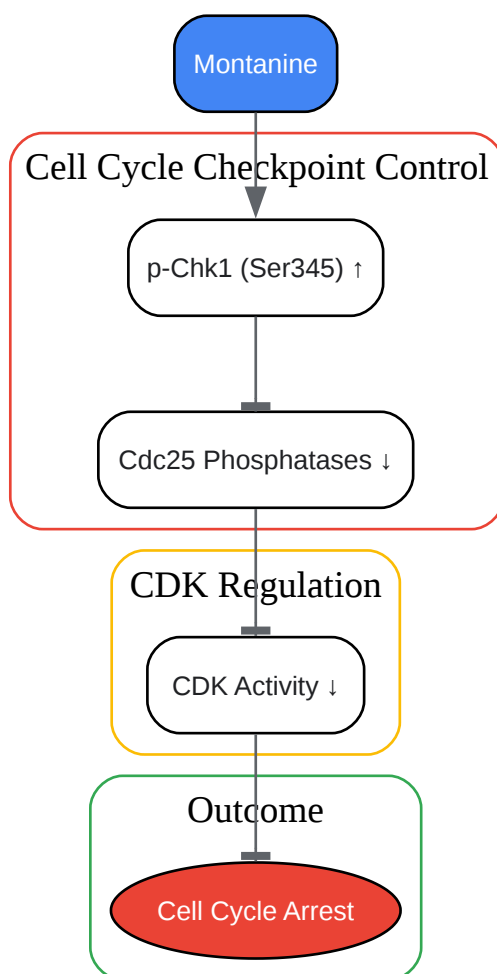 Montanine
Cell Cycle Checkpoint Control
p-Chk1 (Ser345) ↑
Cdc25 Phosphatases ↓
CDK Regulation
CDK Activity ↓
Outcome
Cell Cycle Arrest